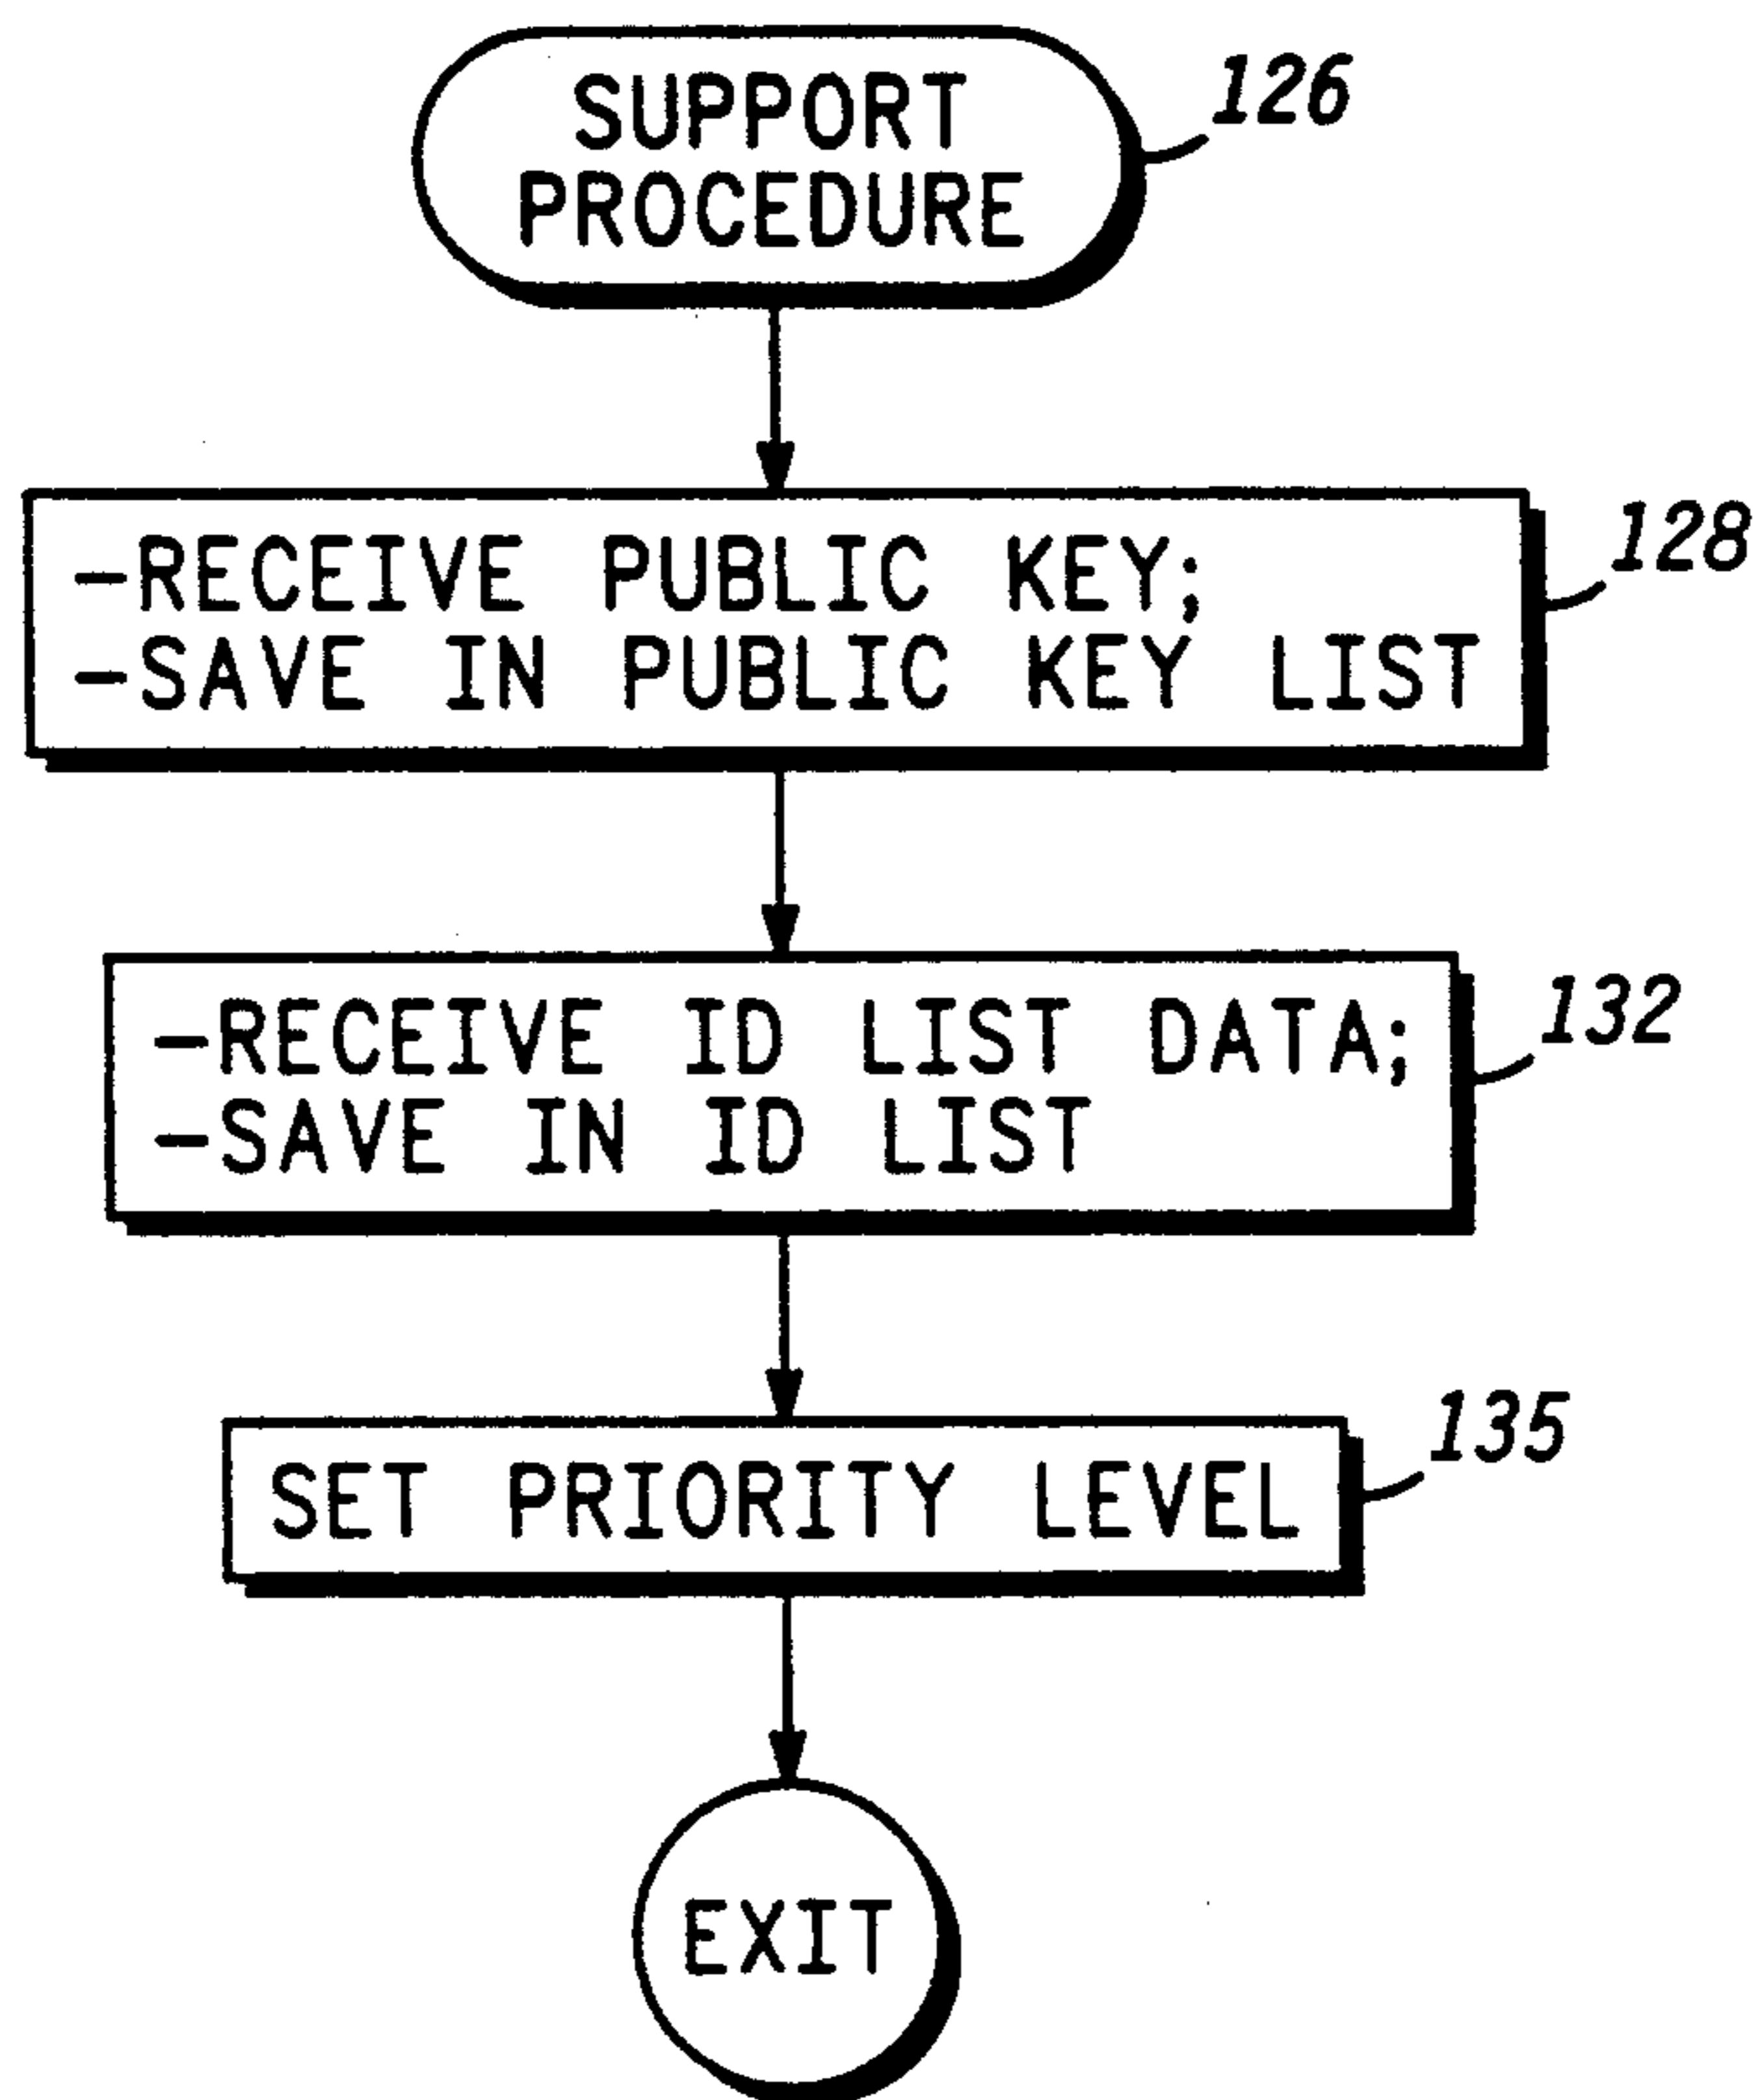 SUPPORT
PROCEDURE
126
-RECEIVE PUBLIC KEY;
-SAVE IN PUBLIC KEY LIST
128
-RECEIVE ID LIST DATA;
-SAVE IN ID LIST
132
SET PRIORITY LEVEL
135
EXIT